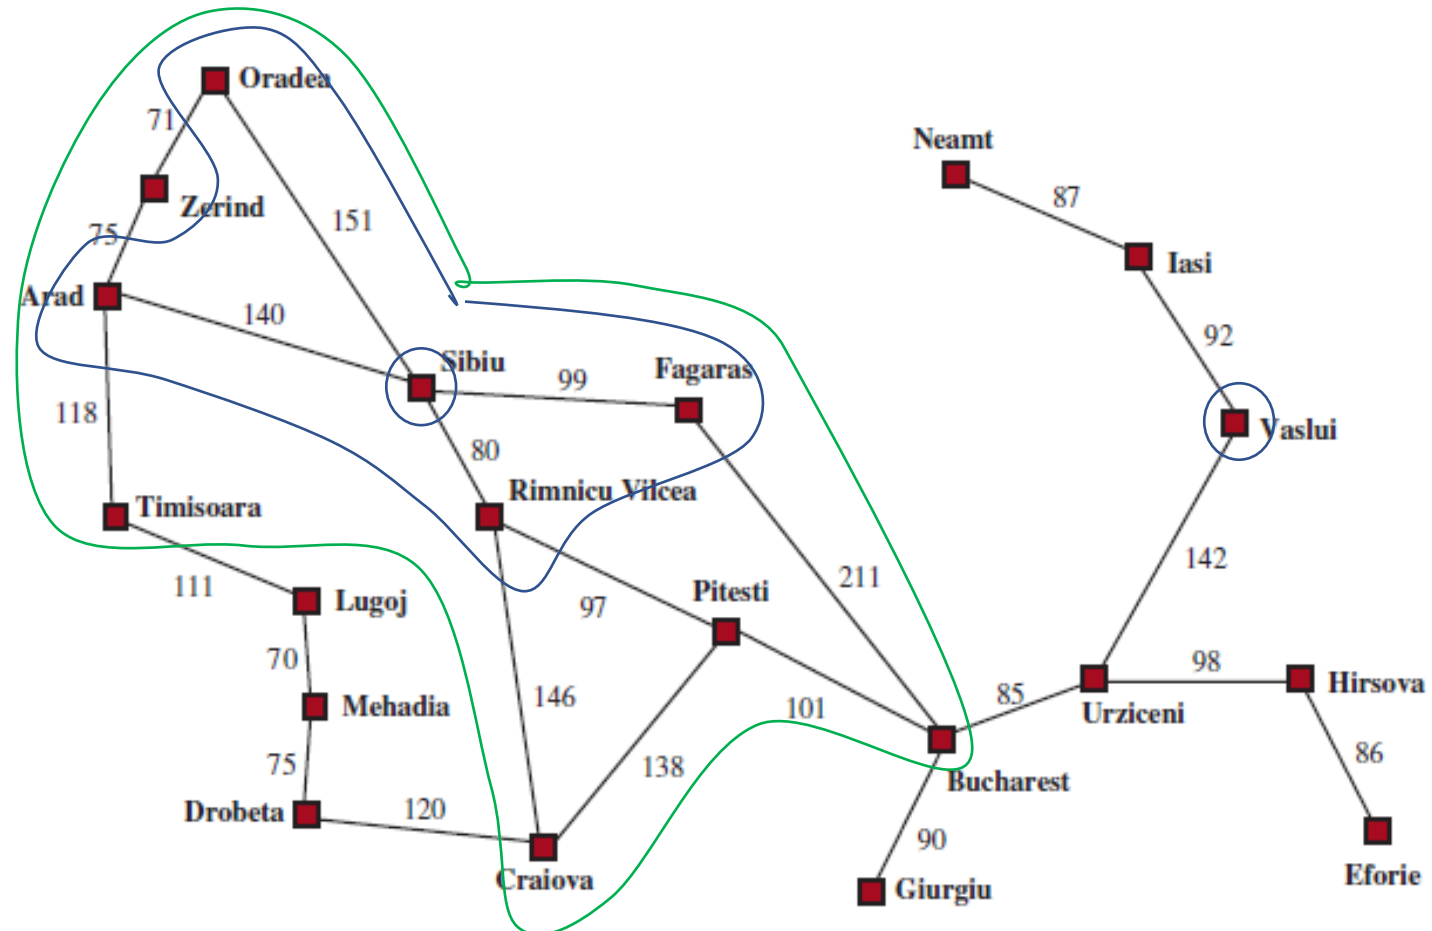 Oradea
71
Neamt
87
Zerind
151
75
Iasi
Arad
140
92
Sibiu
Fagaras
99
118
Vaslui
80
Rimnicu Vilcea
Timisoara
142
211
111
Lugoj
97
Pitesti
70
98
Hirsova
146
85
Mehadia
101
Urziceni
75
138
86
Bucharest
Drobeta
120
90
Craiova
Giurgiu
Eforie